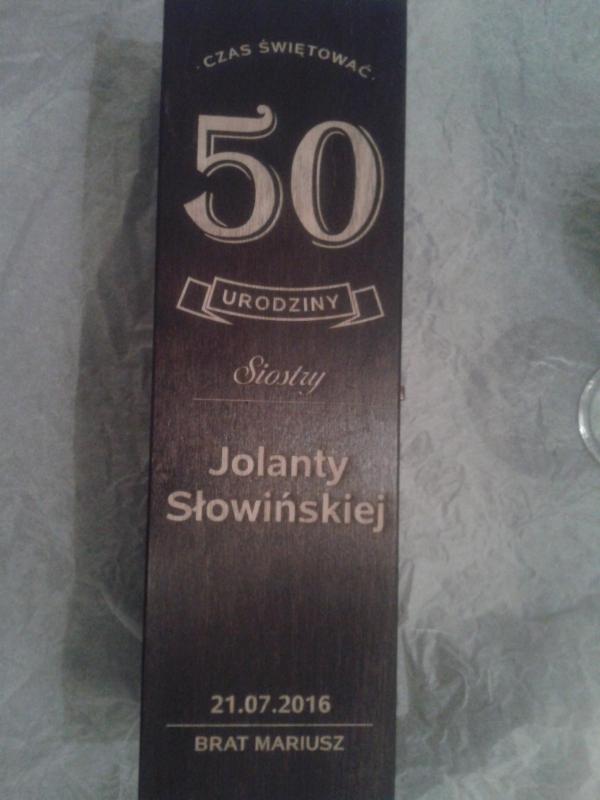 · CZAS ŚWIĘTOWAĆ ·
50
URODZINY
Siostry
Jolanty
Słowińskiej
21.07.2016
BRAT MARIUSZ